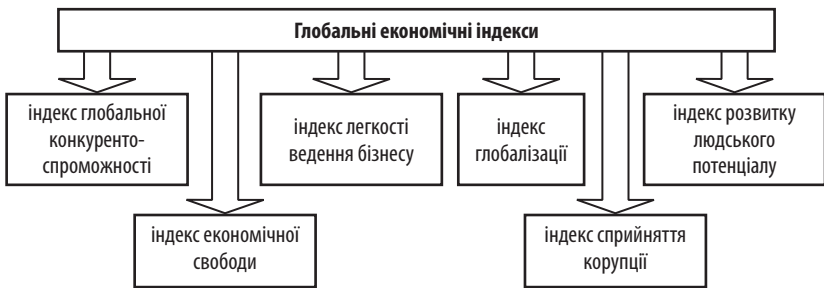 Глобальні економічні індекси
індекс глобальної
конкуренто-
спроможності
індекс легкості
ведення бізнесу
індекс
глобалізації
індекс розвитку
людського
потенціалу
індекс економічної
свободи
індекс сприйняття
корупції